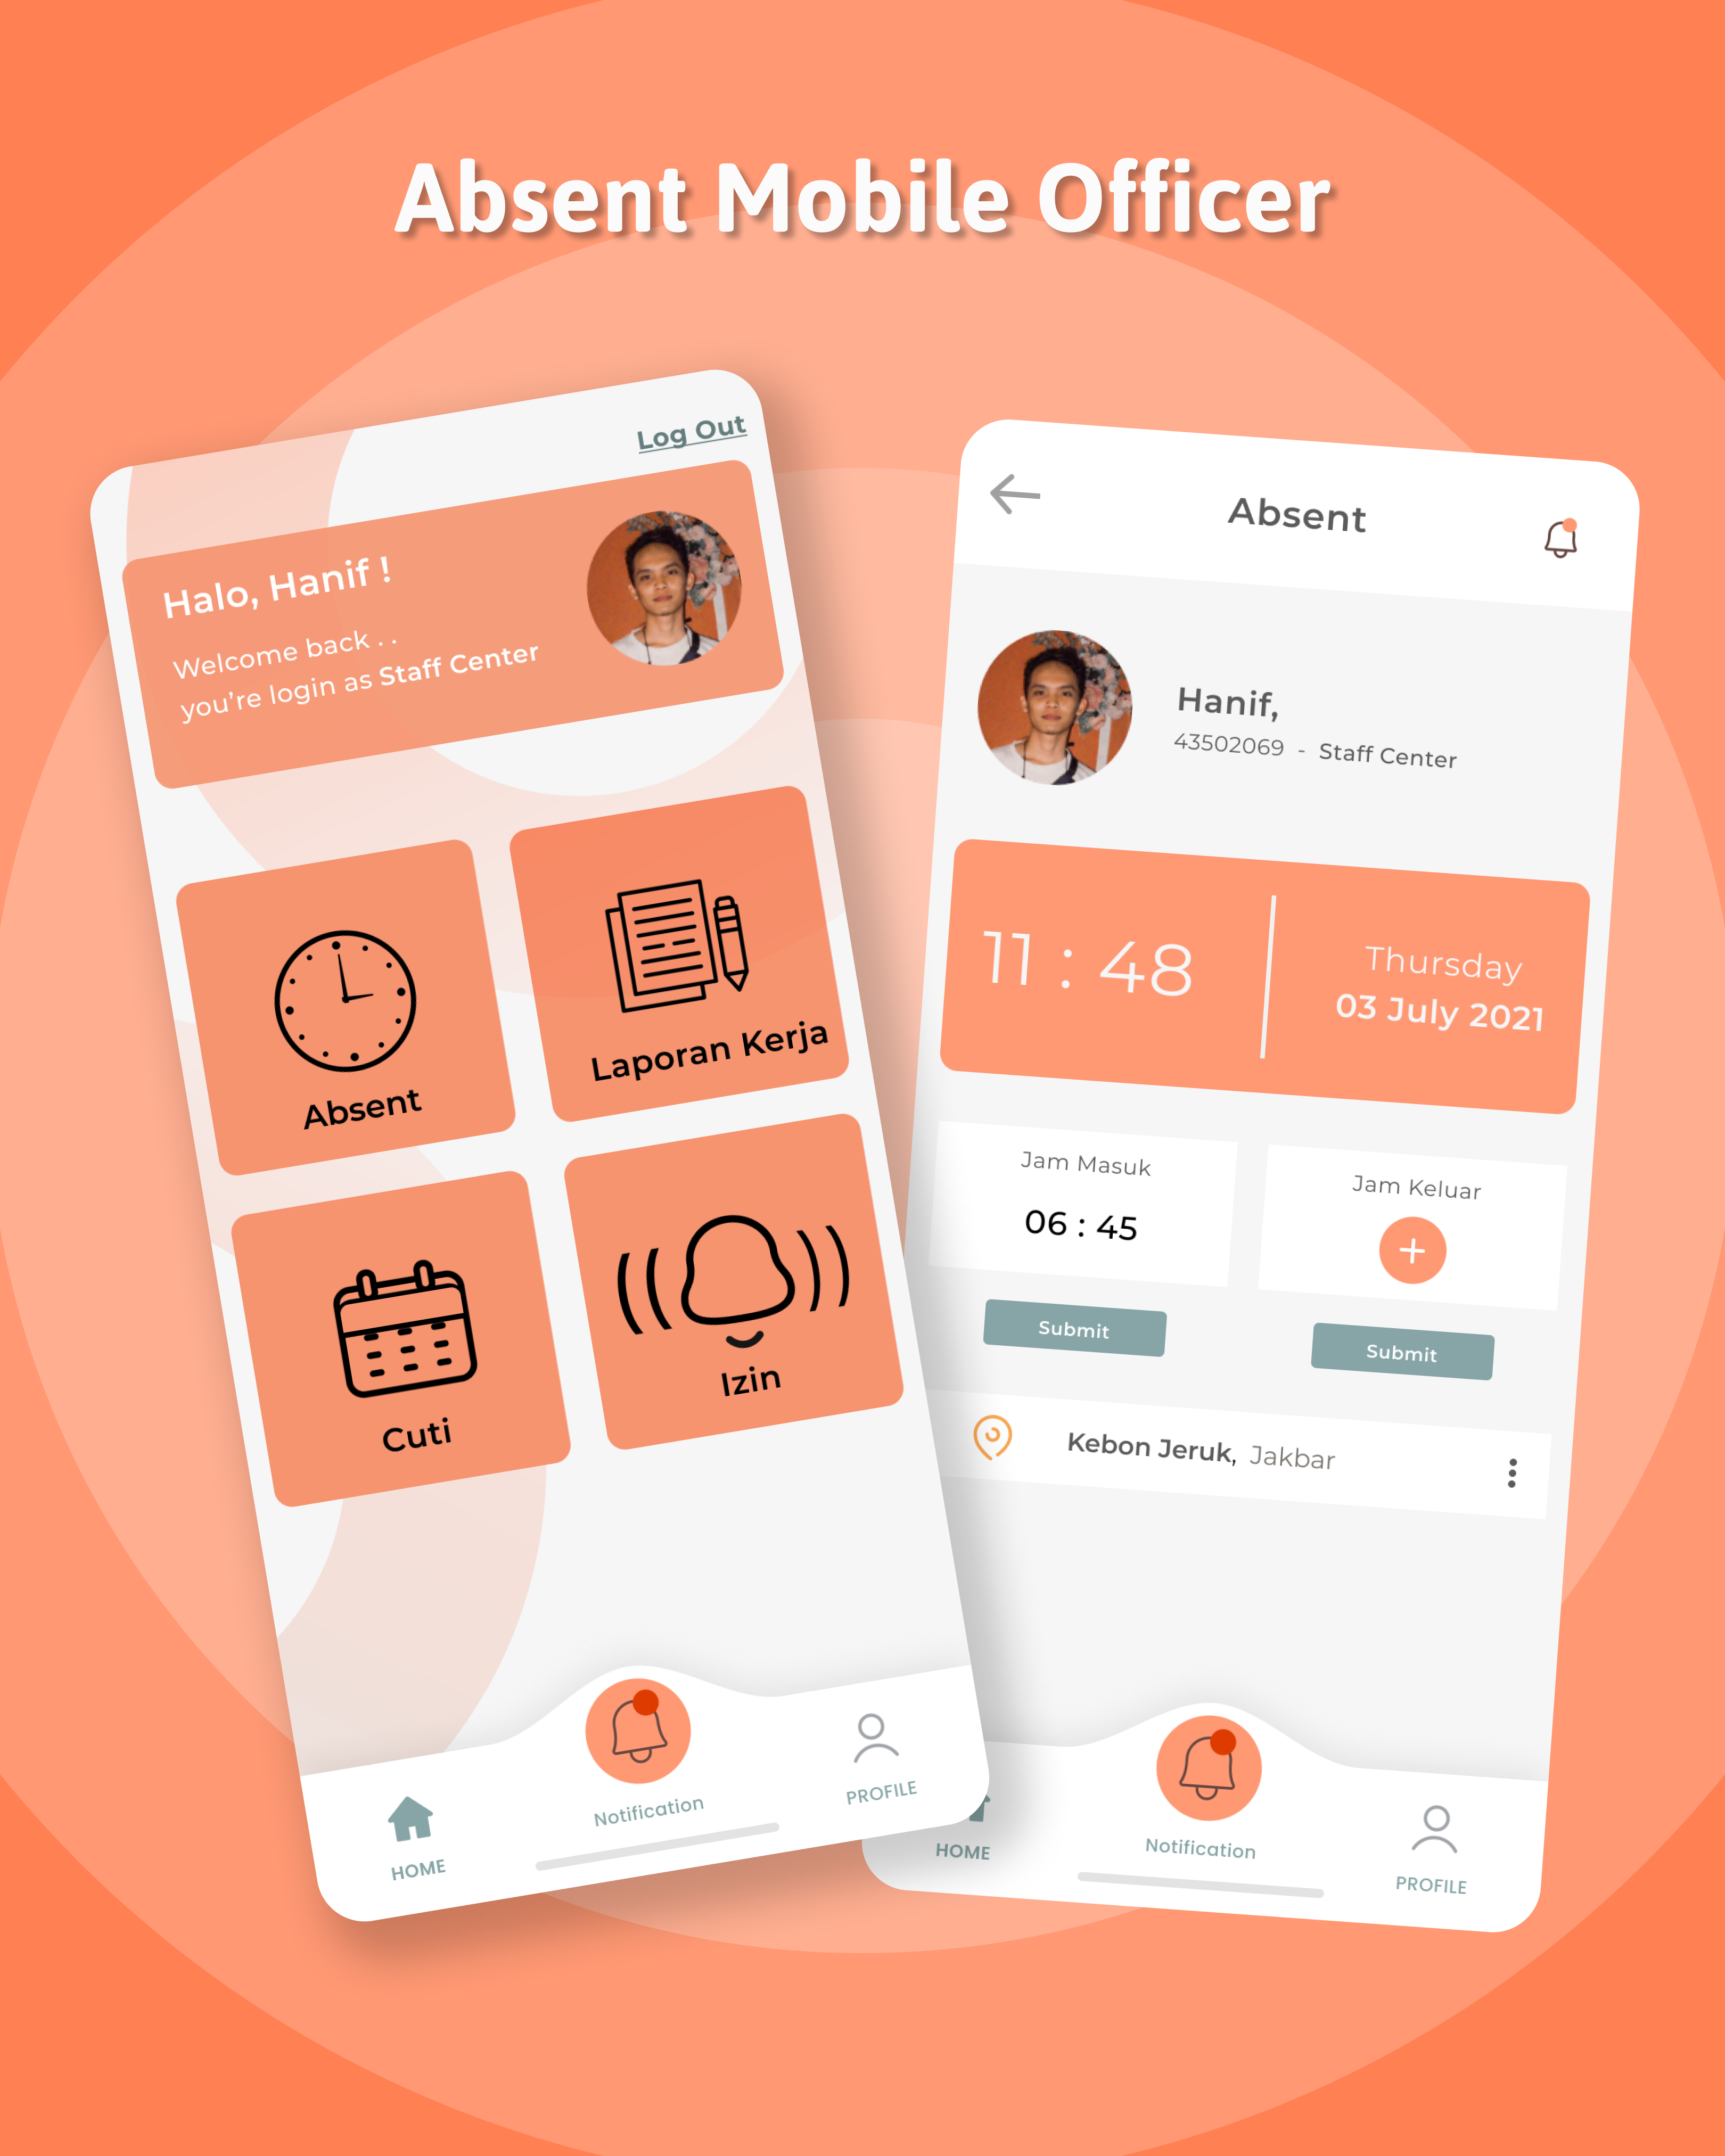 Absent Mobile Officer
Log Out
Halo, Hanif !
Welcome back . .
you're login as Staff Center
Absent
Laporan Kerja
Cuti
Izin
HOME
Notification
PROFILE
Absent
Hanif,
43502069 - Staff Center
11 : 48
Thursday
03 July 2021
Jam Masuk
06 : 45
Jam Keluar
+
Submit
Submit
Kebon Jeruk, Jakbar
HOME
Notification
PROFILE